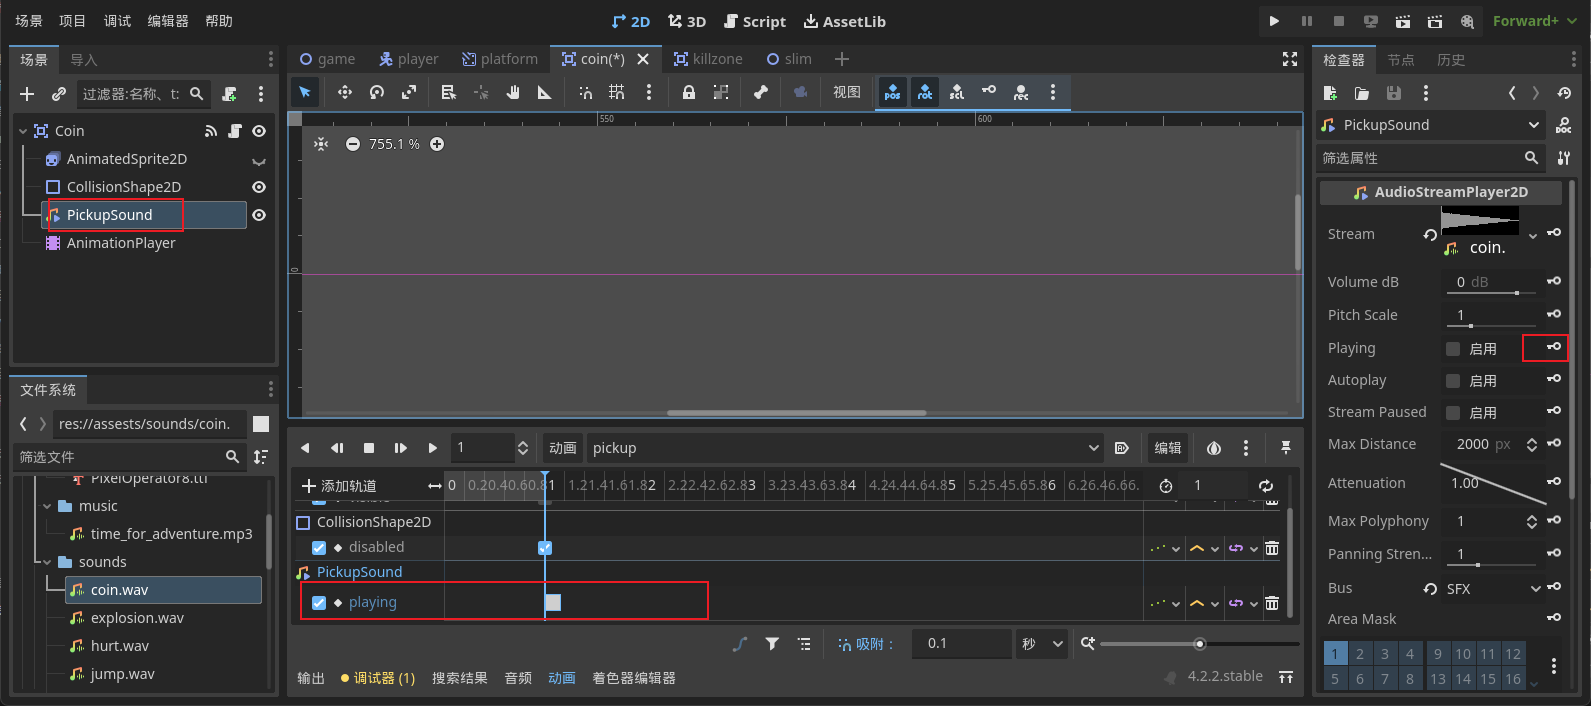 场景 项目 调试 编辑器 帮助
2D 3D Script AssetLib
Forward+
场景 导入
过滤器:名称、t:
Coin
AnimatedSprite2D
CollisionShape2D
PickupSound
AnimationPlayer
文件系统
res://assests/sounds/coin.
筛选文件
PixelOperators.ttf
music
time_for_adventure.mp3
sounds
coin.wav
explosion.wav
hurt.wav
jump.wav
game player platform coin(*) killzone slim
视图 pos rot scl rec
550 600
755.1 %
0
1 动画 pickup 编辑
添加轨道 0 0.20.40.60.81 1.21.41.61.82 2.22.42.62.83 3.23.43.63.84 4.24.44.64.85 5.25.45.65.86 6.26.46.66. 1
CollisionShape2D
disabled
PickupSound
playing
吸附: 0.1 秒
输出 调试器 (1) 搜索结果 音频 动画 着色器编辑器 4.2.2.stable
检查器 节点 历史
PickupSound DOC
筛选属性
AudioStreamPlayer2D
Stream coin.
Volume dB 0 dB
Pitch Scale 1
Playing 启用
Autoplay 启用
Stream Paused 启用
Max Distance 2000 px
Attenuation 1.00
Max Polyphony 1
Panning Stren... 1
Bus SFX
Area Mask
1 2 3 4 9 10 11 12
5 6 7 8 13 14 15 16